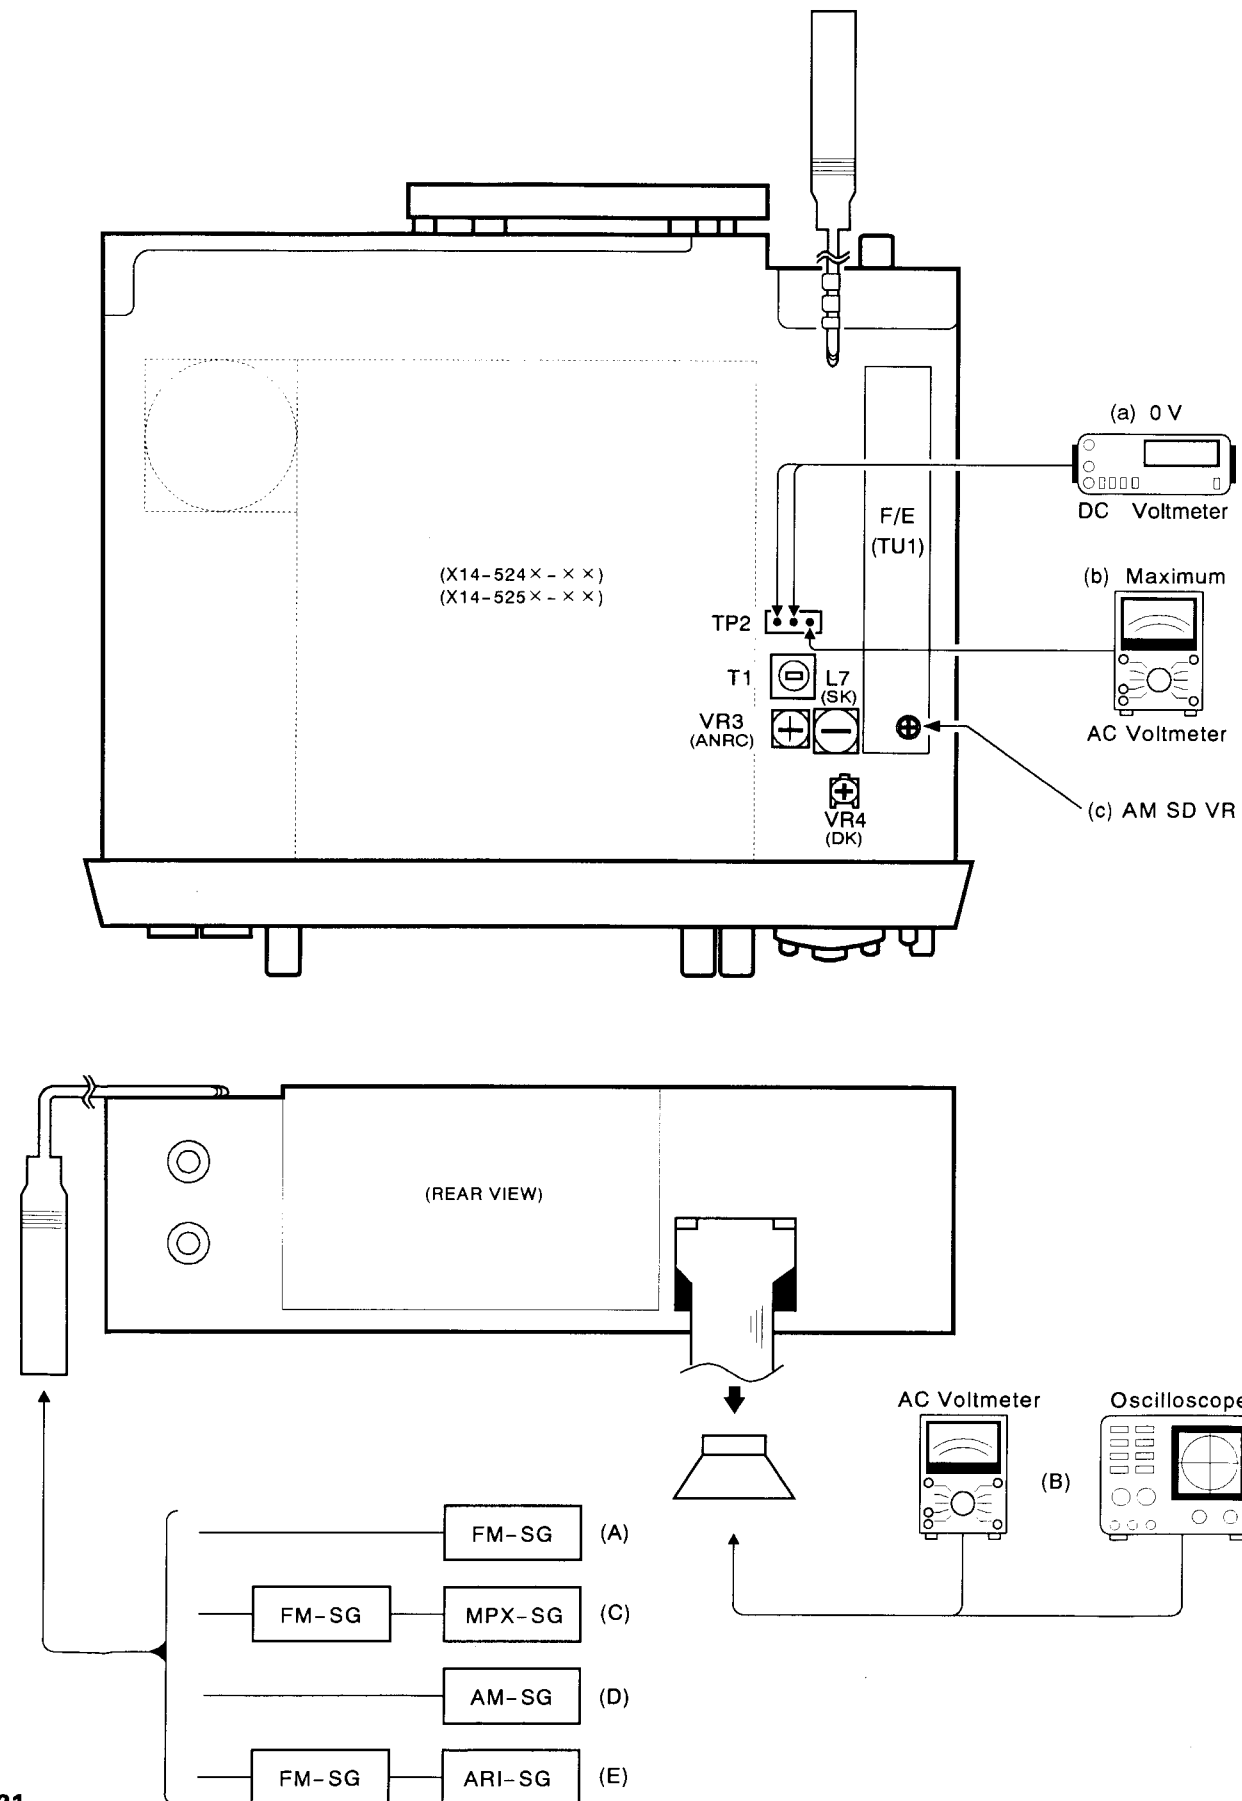 (a) 0 V
DC Voltmeter
F/E
(TU1)
(X14-524×-××)
(X14-525×-××)
(b) Maximum
TP2
T1
L7
(SK)
VR3
(ANRC)
AC Voltmeter
VR4
(DK)
(c) AM SD VR
(REAR VIEW)
AC Voltmeter
Oscilloscope
(B)
FM-SG (A)
FM-SG MPX-SG (C)
AM-SG (D)
FM-SG ARI-SG (E)